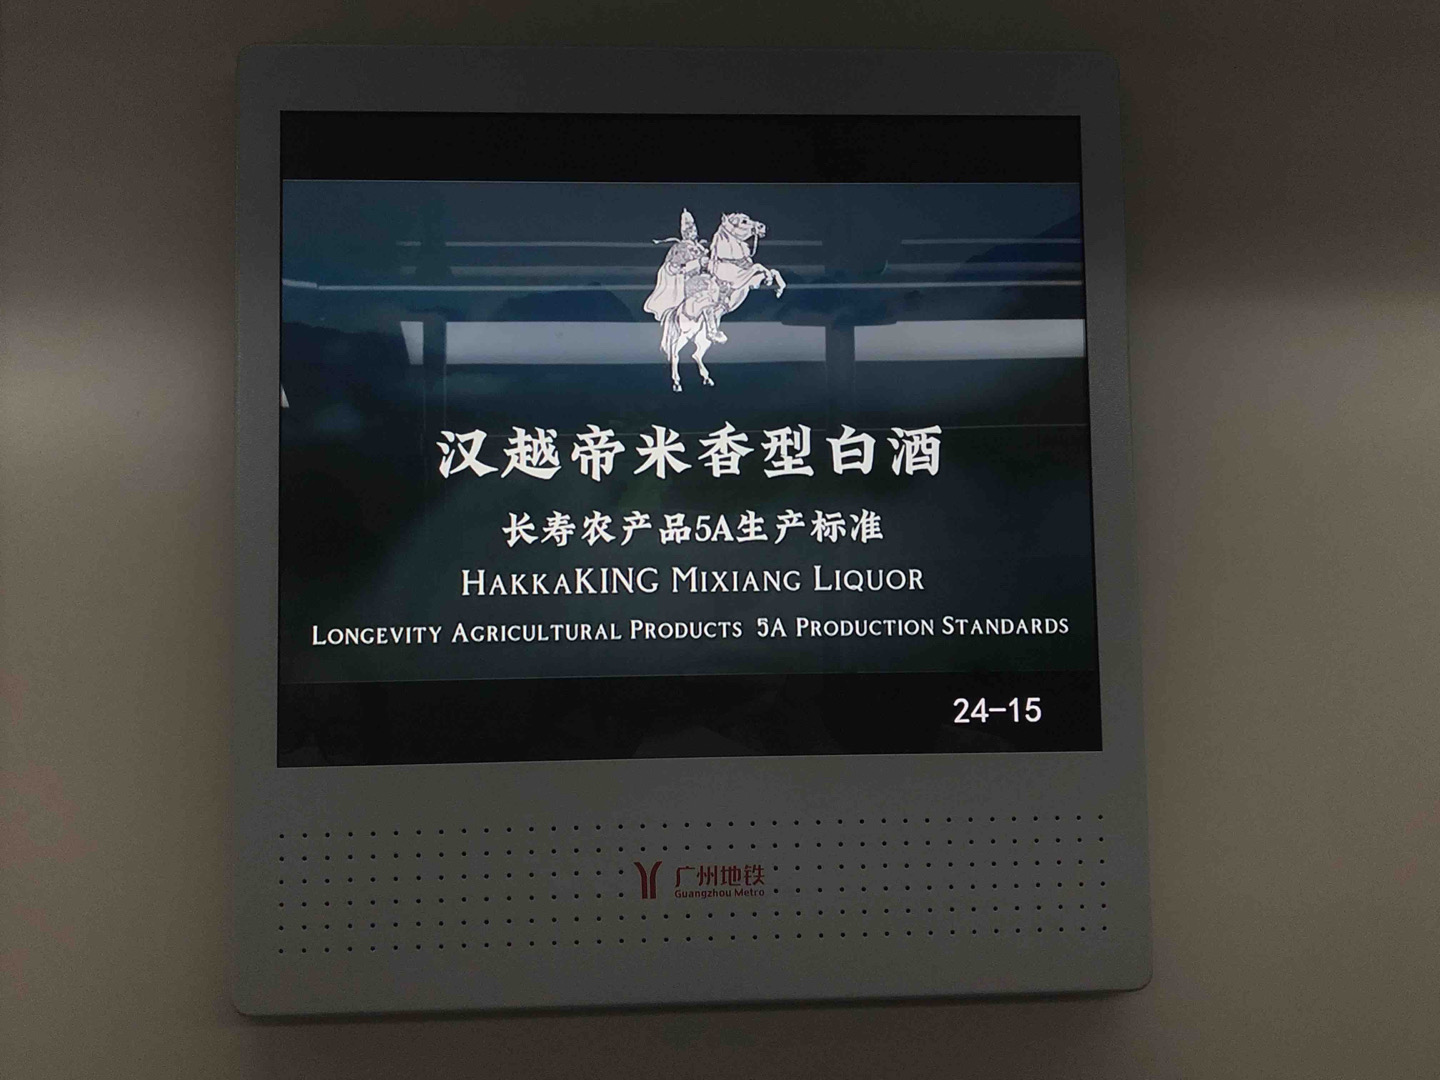 汉越帝米香型白酒
长寿农产品5A生产标准
HAKKAKING MIXIANG LIQUOR
LONGEVITY AGRICULTURAL PRODUCTS 5A PRODUCTION STANDARDS
24-15
广州地铁
Guangzhou Metro